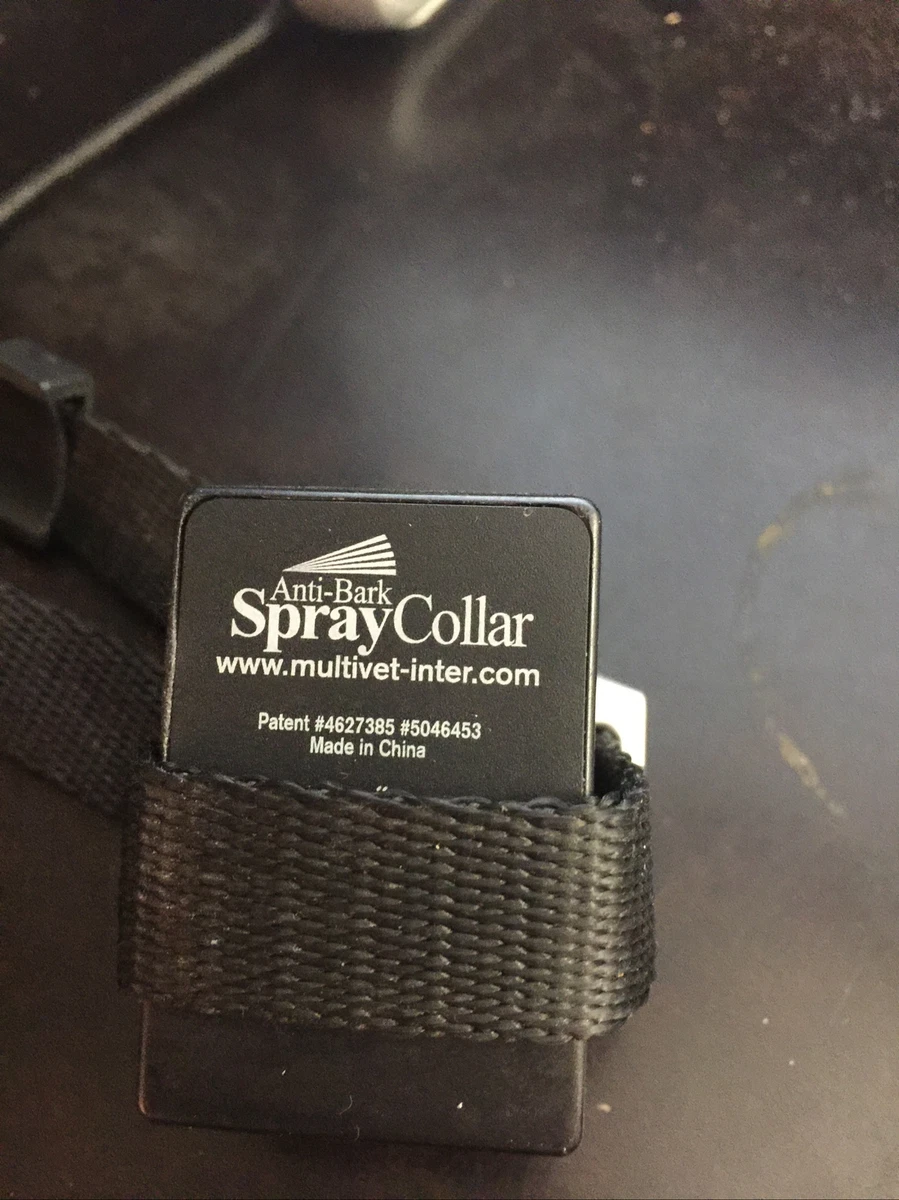 Anti-Bark
SprayCollar
www.multivet-inter.com
Patent #4627385 #5046453
Made in China